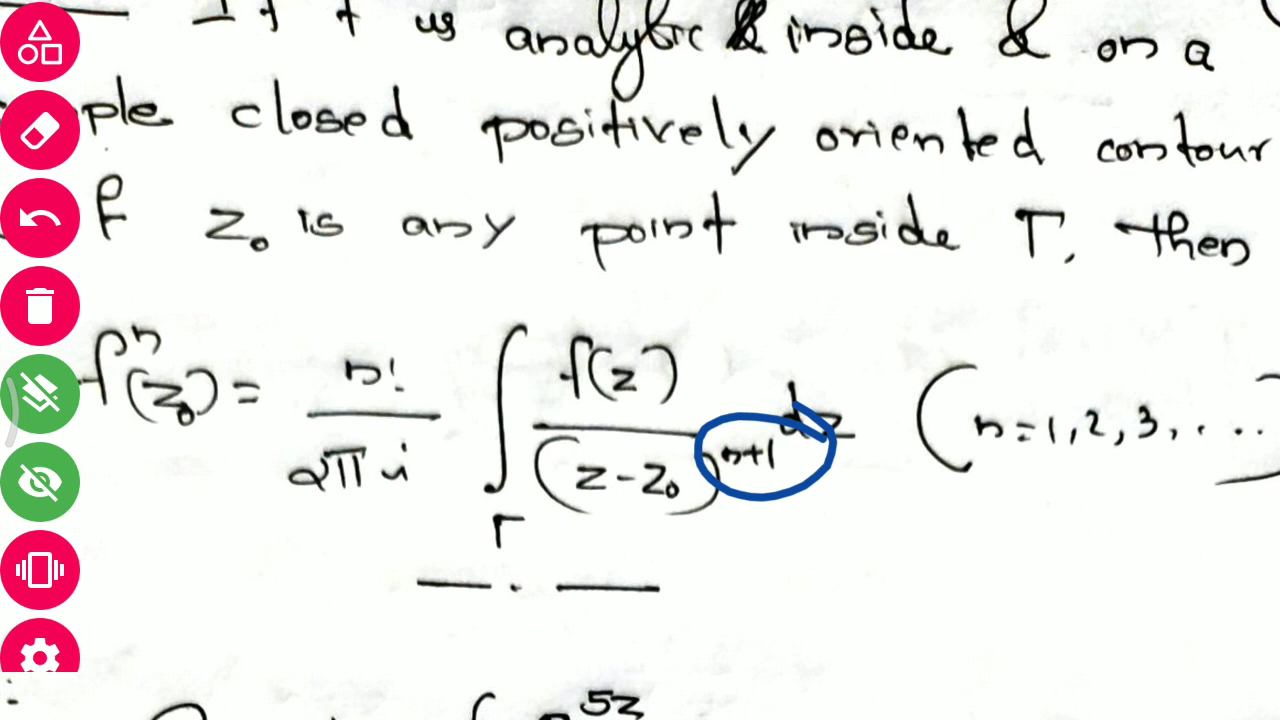 If f is analytic inside & on a
ple closed positively oriented contour
f z₀ is any point inside Γ, then
fⁿ(z₀) = n!/2πi ∫_Γ f(z)/(z-z₀)ⁿ⁺¹ dz (n=1,2,3,...)
5z